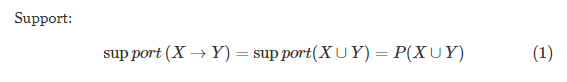 Support:
sup port (X → Y) = sup port(X ∪ Y) = P(X ∪ Y) (1)